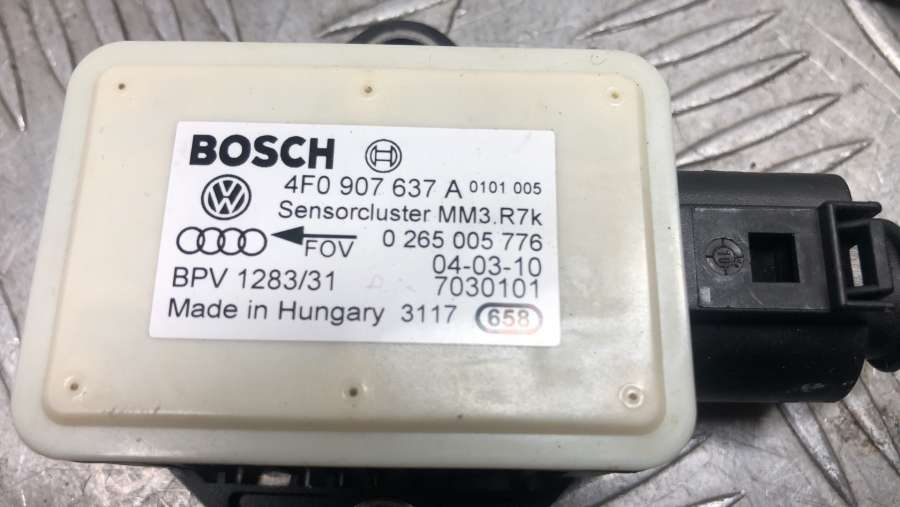 BOSCH
4F0 907 637 A 0101 005
Sensorcluster MM3.R7k
FOV 0 265 005 776
04-03-10
BPV 1283/31 7030101
Made in Hungary 3117 658